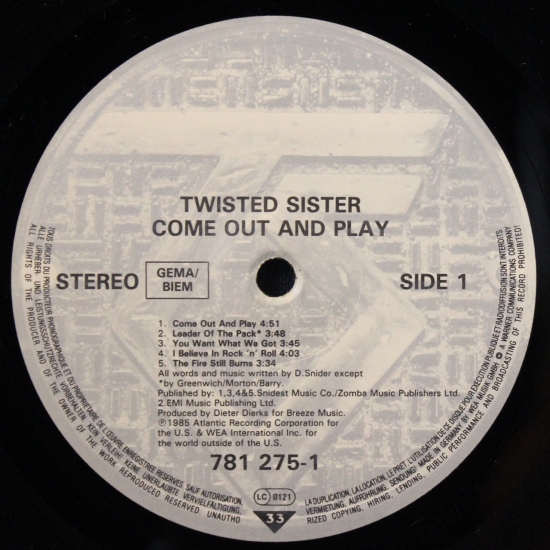 TWISTED SISTER
COME OUT AND PLAY
STEREO
GEMA/
BIEM
SIDE 1
1. Come Out And Play 4:51
2. Leader Of The Pack* 3:48
3. You Want What We Got 3:45
4. I Believe In Rock 'n' Roll 4:03
5. The Fire Still Burns 3:34
All words and music written by D.Snider except
*by Greenwich/Morton/Barry.
Published by: 1,3,4&5.Snidest Music Co./Zomba Music Publishers Ltd.
2.EMI Music Publishing Ltd.
Produced by Dieter Dierks for Breeze Music.
℗1985 Atlantic Recording Corporation for
the U.S. & WEA International Inc. for
the world outside of the U.S.
781 275-1
LC 0121
33
TOUS DROITS DU PRODUCTEUR PHONOGRAPHIQUE ET DU PROPRIETAIRE DE L'ŒUVRE ENREGISTREE RESERVES. SAUF AUTORISATION,
LA DUPLICATION, LA LOCATION, LE PRET, L'UTILISATION DE CE DISQUE POUR EXECUTION PUBLIQUE ET RADIODIFFUSION SONT INTERDITS.
ALLE URHEBER- UND LEISTUNGSSCHUTZRECHTE VORBEHALTEN. KEIN VERLEIH! KEINE UNERLAUBTE VERVIELFÄLTIGUNG,
VERMIETUNG, AUFFÜHRUNG, SENDUNG! MADE IN GERMANY BY WEA MUSIK GMBH A WARNER COMMUNICATIONS COMPANY
ALL RIGHTS OF THE PRODUCER AND OF THE OWNER OF THE WORK REPRODUCED RESERVED UNAUTHO
RIZED COPYING, HIRING, LENDING, PUBLIC PERFORMANCE AND BROADCASTING OF THIS RECORD PROHIBITED!